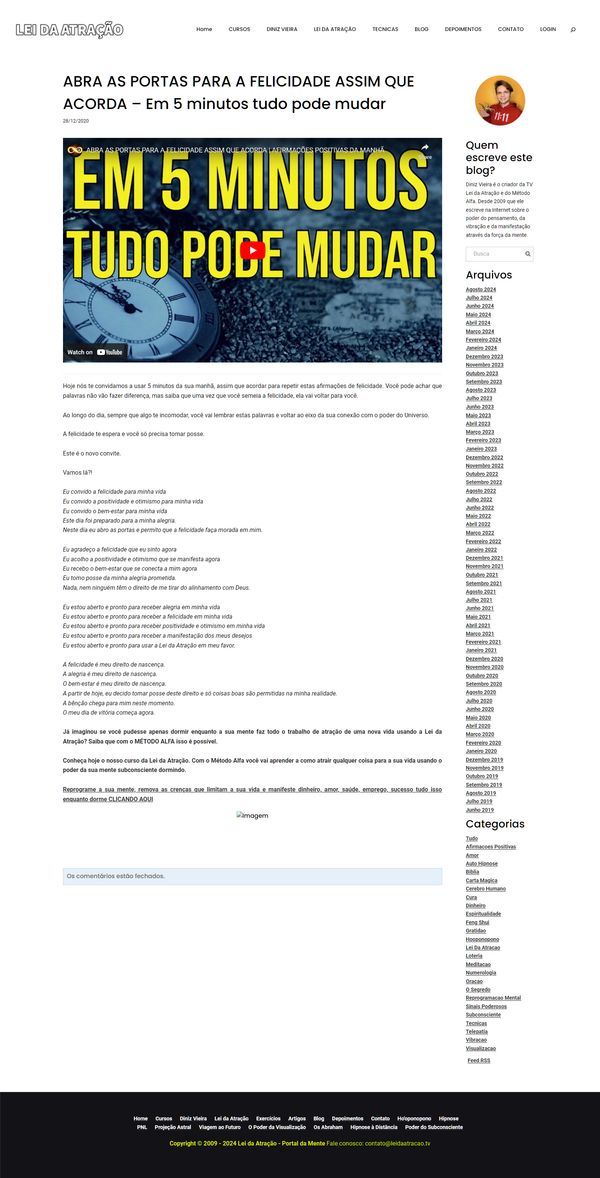 LEI DA ATRAÇÃO
Home CURSOS DINIZ VIEIRA LEI DA ATRAÇÃO TECNICAS BLOG DEPOIMENTOS CONTATO LOGIN
ABRA AS PORTAS PARA A FELICIDADE ASSIM QUE
ACORDA – Em 5 minutos tudo pode mudar
28/12/2020
ABRA AS PORTAS PARA A FELICIDADE ASSIM QUE ACORDA | AFIRMAÇÕES POSITIVAS DA MANHÃ
EM 5 MINUTOS
TUDO PODE MUDAR
Watch on YouTube
Hoje nós te convidamos a usar 5 minutos da sua manhã, assim que acordar para repetir estas afirmações de felicidade. Você pode achar que
palavras não vão fazer diferença, mas saiba que uma vez que você semeia a felicidade, ela vai voltar para você.
Ao longo do dia, sempre que algo te incomodar, você vai lembrar estas palavras e voltar ao eixo da sua conexão com o poder do Universo.
A felicidade te espera e você só precisa tomar posse.
Este é o novo convite.
Vamos lá?!
Eu convido a felicidade para minha vida
Eu convido a positividade e otimismo para minha vida
Eu convido o bem-estar para minha vida
Este dia foi preparado para a minha alegria.
Neste dia eu abro as portas e permito que a felicidade faça morada em mim.
Eu agradeço a felicidade que eu sinto agora
Eu acolho a positividade e otimismo que se manifesta agora
Eu recebo o bem-estar que se conecta a mim agora
Eu tomo posse da minha alegria prometida.
Nada, nem ninguém têm o direito de me tirar do alinhamento com Deus.
Eu estou aberto e pronto para receber alegria em minha vida
Eu estou aberto e pronto para receber a felicidade em minha vida
Eu estou aberto e pronto para receber positividade e otimismo em minha vida
Eu estou aberto e pronto para receber a manifestação dos meus desejos
Eu estou aberto e pronto para usar a Lei da Atração em meu favor.
A felicidade é meu direito de nascença.
A alegria é meu direito de nascença.
O bem-estar é meu direito de nascença.
A partir de hoje, eu decido tomar posse deste direito e só coisas boas são permitidas na minha realidade.
A bênção chega para mim neste momento.
O meu dia de vitória começa agora.
Já imaginou se você pudesse apenas dormir enquanto a sua mente faz todo o trabalho de atração de uma nova vida usando a Lei da
Atração? Saiba que com o MÉTODO ALFA isso é possível.
Conheça hoje o nosso curso da Lei da Atração. Com o Método Alfa você vai aprender a como atrair qualquer coisa para a sua vida usando o
poder da sua mente subconsciente dormindo.
Reprograme a sua mente, remova as crenças que limitam a sua vida e manifeste dinheiro, amor, saúde, emprego, sucesso tudo isso
enquanto dorme CLICANDO AQUI
Imagem
Os comentários estão fechados.
11:11
Quem
escreve este
blog?
Diniz Vieira é o criador da TV
Lei da Atração e do Método
Alfa. Desde 2009 que ele
escreve na Internet sobre o
poder do pensamento, da
vibração e da manifestação
através da força da mente.
Busca
Arquivos
Agosto 2024
Julho 2024
Junho 2024
Maio 2024
Abril 2024
Março 2024
Fevereiro 2024
Janeiro 2024
Dezembro 2023
Novembro 2023
Outubro 2023
Setembro 2023
Agosto 2023
Julho 2023
Junho 2023
Maio 2023
Abril 2023
Março 2023
Fevereiro 2023
Janeiro 2023
Dezembro 2022
Novembro 2022
Outubro 2022
Setembro 2022
Agosto 2022
Julho 2022
Junho 2022
Maio 2022
Abril 2022
Março 2022
Fevereiro 2022
Janeiro 2022
Dezembro 2021
Novembro 2021
Outubro 2021
Setembro 2021
Agosto 2021
Julho 2021
Junho 2021
Maio 2021
Abril 2021
Março 2021
Fevereiro 2021
Janeiro 2021
Dezembro 2020
Novembro 2020
Outubro 2020
Setembro 2020
Agosto 2020
Julho 2020
Junho 2020
Maio 2020
Abril 2020
Março 2020
Fevereiro 2020
Janeiro 2020
Dezembro 2019
Novembro 2019
Outubro 2019
Setembro 2019
Agosto 2019
Julho 2019
Junho 2019
Categorias
Tudo
Afirmacoes Positivas
Amor
Auto Hipnose
Biblia
Carta Magica
Cerebro Humano
Cura
Dinheiro
Espiritualidade
Feng Shui
Gratidao
Hooponopono
Lei Da Atracao
Loteria
Meditacao
Numerologia
Oracao
O Segredo
Reprogramacao Mental
Sinais Poderosos
Subconsciente
Tecnicas
Telepatia
Vibracao
Visualizacao
Feed RSS
Home Cursos Diniz Vieira Lei da Atração Exercícios Artigos Blog Depoimentos Contato Ho'oponopono Hipnose
PNL Projeção Astral Viagem ao Futuro O Poder da Visualização Os Abraham Hipnose à Distância Poder do Subconsciente
Copyright © 2009 - 2024 Lei da Atração - Portal da Mente Fale conosco: contato@leidaatracao.tv